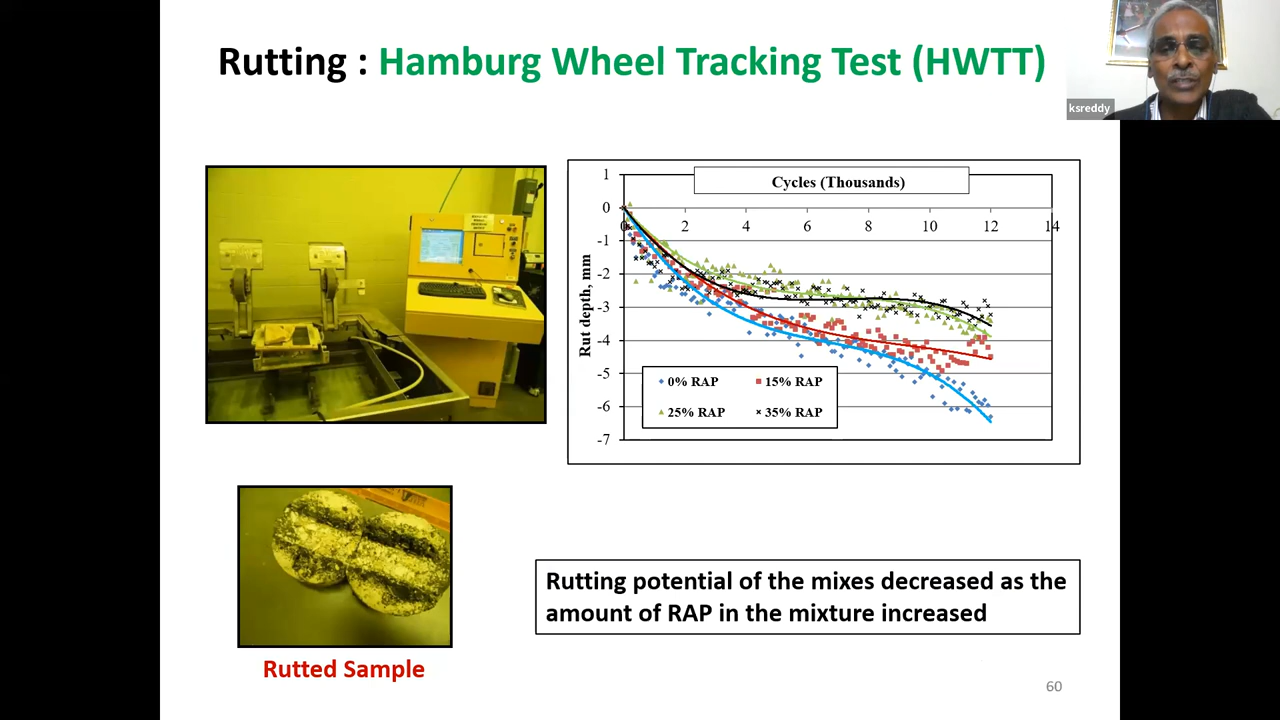 Rutting : Hamburg Wheel Tracking Test (HWTT)
ksreddy
Cycles (Thousands)
1
0
-1
-2
-3
-4
-5
-6
-7
0 2 4 6 8 10 12 14
Rut depth, mm
0% RAP 15% RAP
25% RAP 35% RAP
Rutting potential of the mixes decreased as the
amount of RAP in the mixture increased
Rutted Sample
60